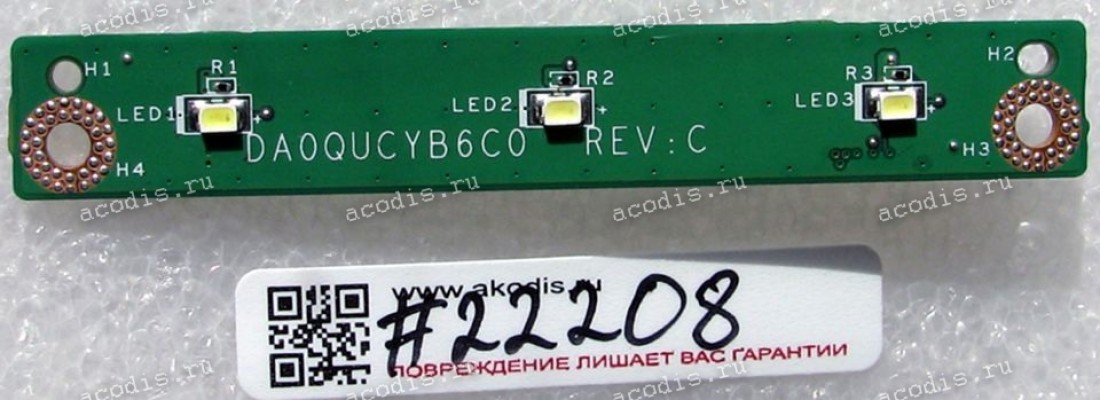 H1 R1 R2 R3 H2
LED1 LED2 LED3
DA0QUCYB6C0 REV:C
H4 H3
www.akodis.ru
#22208
ПОВРЕЖДЕНИЕ ЛИШАЕТ ВАС ГАРАНТИИ
acodis.ru